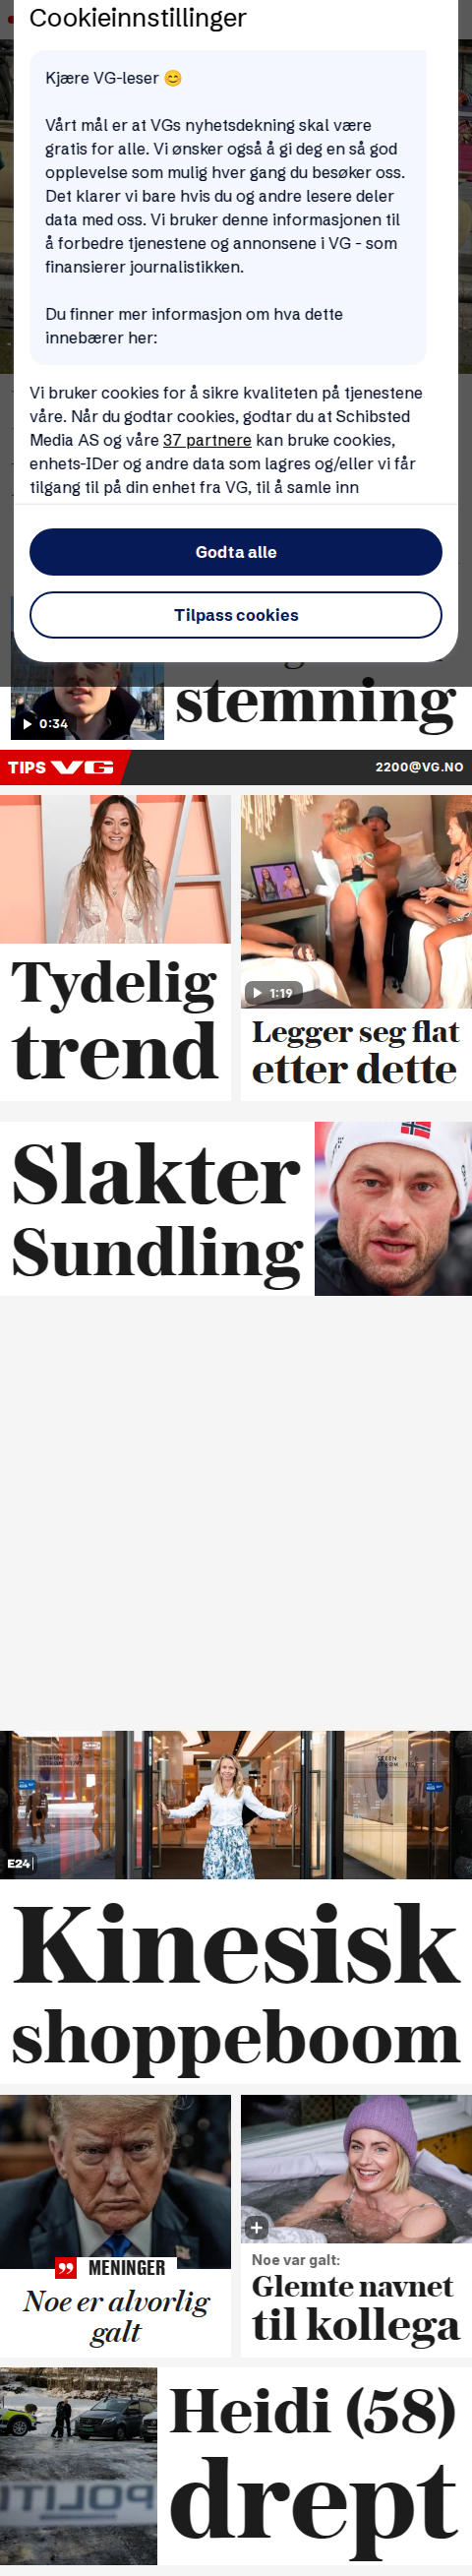 Cookieinnstillinger
Kjære VG-leser 😊
Vårt mål er at VGs nyhetsdekning skal være
gratis for alle. Vi ønsker også å gi deg en så god
opplevelse som mulig hver gang du besøker oss.
Det klarer vi bare hvis du og andre lesere deler
data med oss. Vi bruker denne informasjonen til
å forbedre tjenestene og annonsene i VG - som
finansierer journalistikken.
Du finner mer informasjon om hva dette
innebærer her:
Vi bruker cookies for å sikre kvaliteten på tjenestene
våre. Når du godtar cookies, godtar du at Schibsted
Media AS og våre 37 partnere kan bruke cookies,
enhets-IDer og andre data som lagres og/eller vi får
tilgang til på din enhet fra VG, til å samle inn
Godta alle
Tilpass cookies
0:34
stemning
TIPS VG
2200@VG.NO
Tydelig
trend
1:19
Legger seg flat
etter dette
Slakter
Sundling
E24
Kinesisk
shoppeboom
MENINGER
Noe er alvorlig
galt
Noe var galt:
Glemte navnet
til kollega
POLITI
Heidi (58)
drept